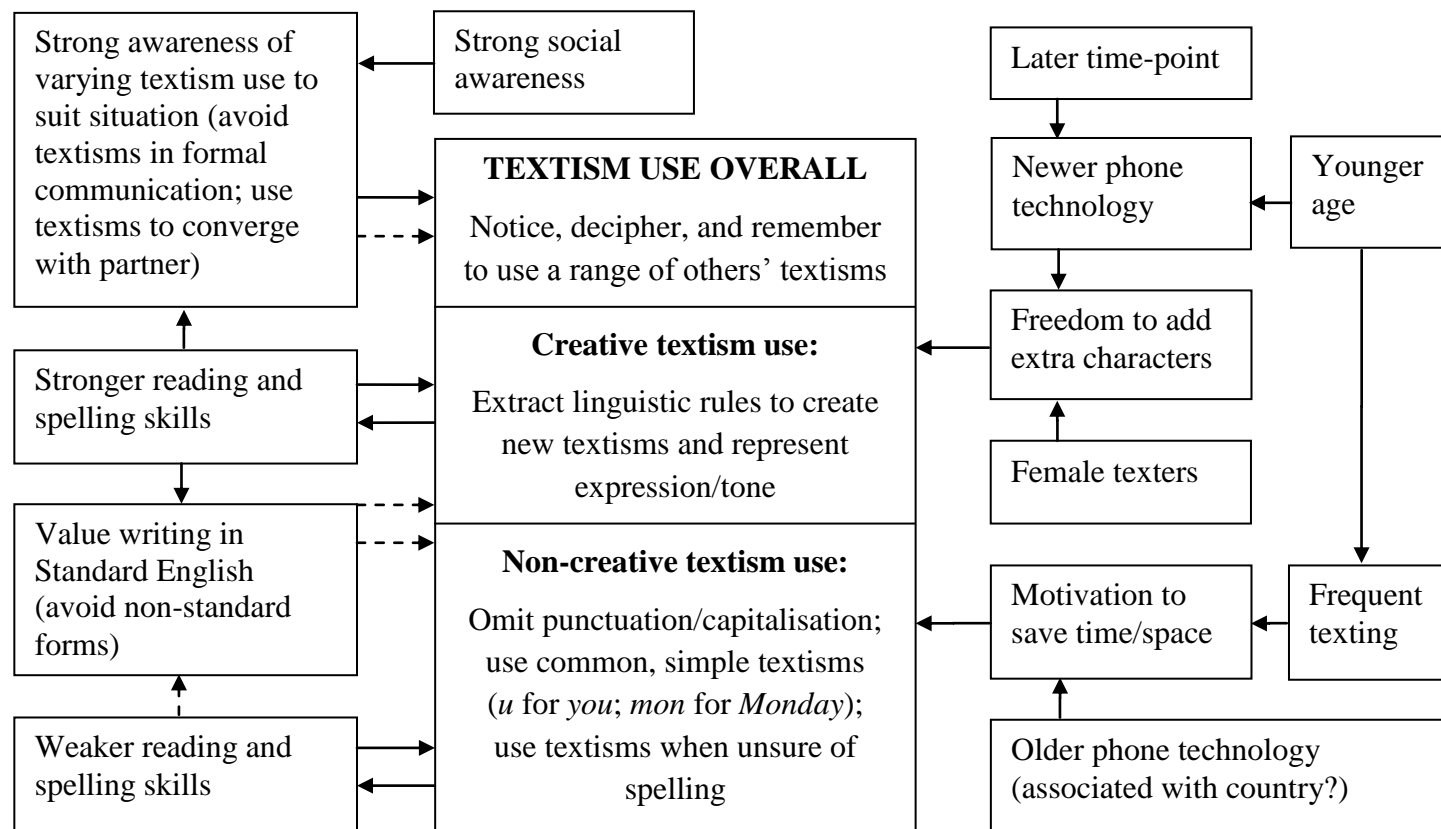 Strong awareness of
varying textism use to
suit situation (avoid
textisms in formal
communication; use
textisms to converge
with partner)
Strong social
awareness
Stronger reading and
spelling skills
Value writing in
Standard English
(avoid non-standard
forms)
Weaker reading and
spelling skills
TEXTISM USE OVERALL
Notice, decipher, and remember
to use a range of others’ textisms
Creative textism use:
Extract linguistic rules to create
new textisms and represent
expression/tone
Non-creative textism use:
Omit punctuation/capitalisation;
use common, simple textisms
(u for you; mon for Monday);
use textisms when unsure of
spelling
Later time-point
Newer phone
technology
Younger
age
Freedom to add
extra characters
Female texters
Motivation to
save time/space
Frequent
texting
Older phone technology
(associated with country?)